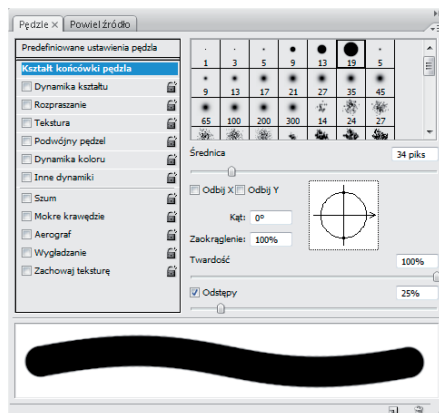 Pędzle × Powiel źródło
Predefiniowane ustawienia pędzla
Kształt końcówki pędzla
Dynamika kształtu
Rozpraszanie
Tekstura
Podwójny pędzel
Dynamika koloru
Inne dynamiki
Szum
Mokre krawędzie
Aerograf
Wygładzanie
Zachowaj teksturę
1 3 5 9 13 19 5
9 13 17 21 27 35 45
65 100 200 300 14 24 27
Średnica 34 piks
Odbij X Odbij Y
Kąt: 0°
Zaokrąglenie: 100%
Twardość 100%
Odstępy 25%